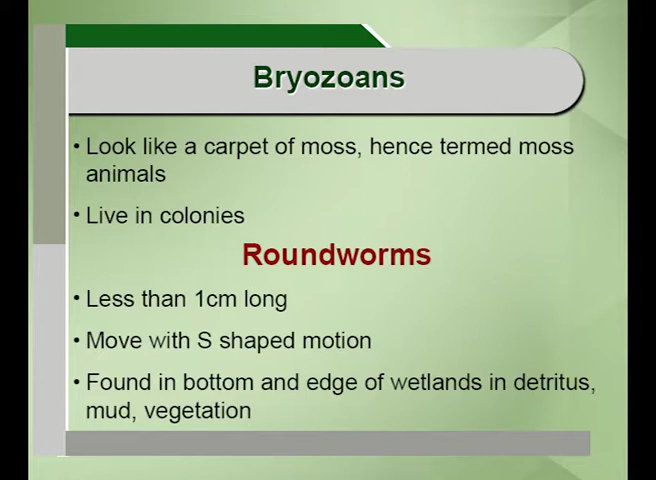 Bryozoans
• Look like a carpet of moss, hence termed moss
animals
• Live in colonies
Roundworms
• Less than 1cm long
• Move with S shaped motion
• Found in bottom and edge of wetlands in detritus,
mud, vegetation